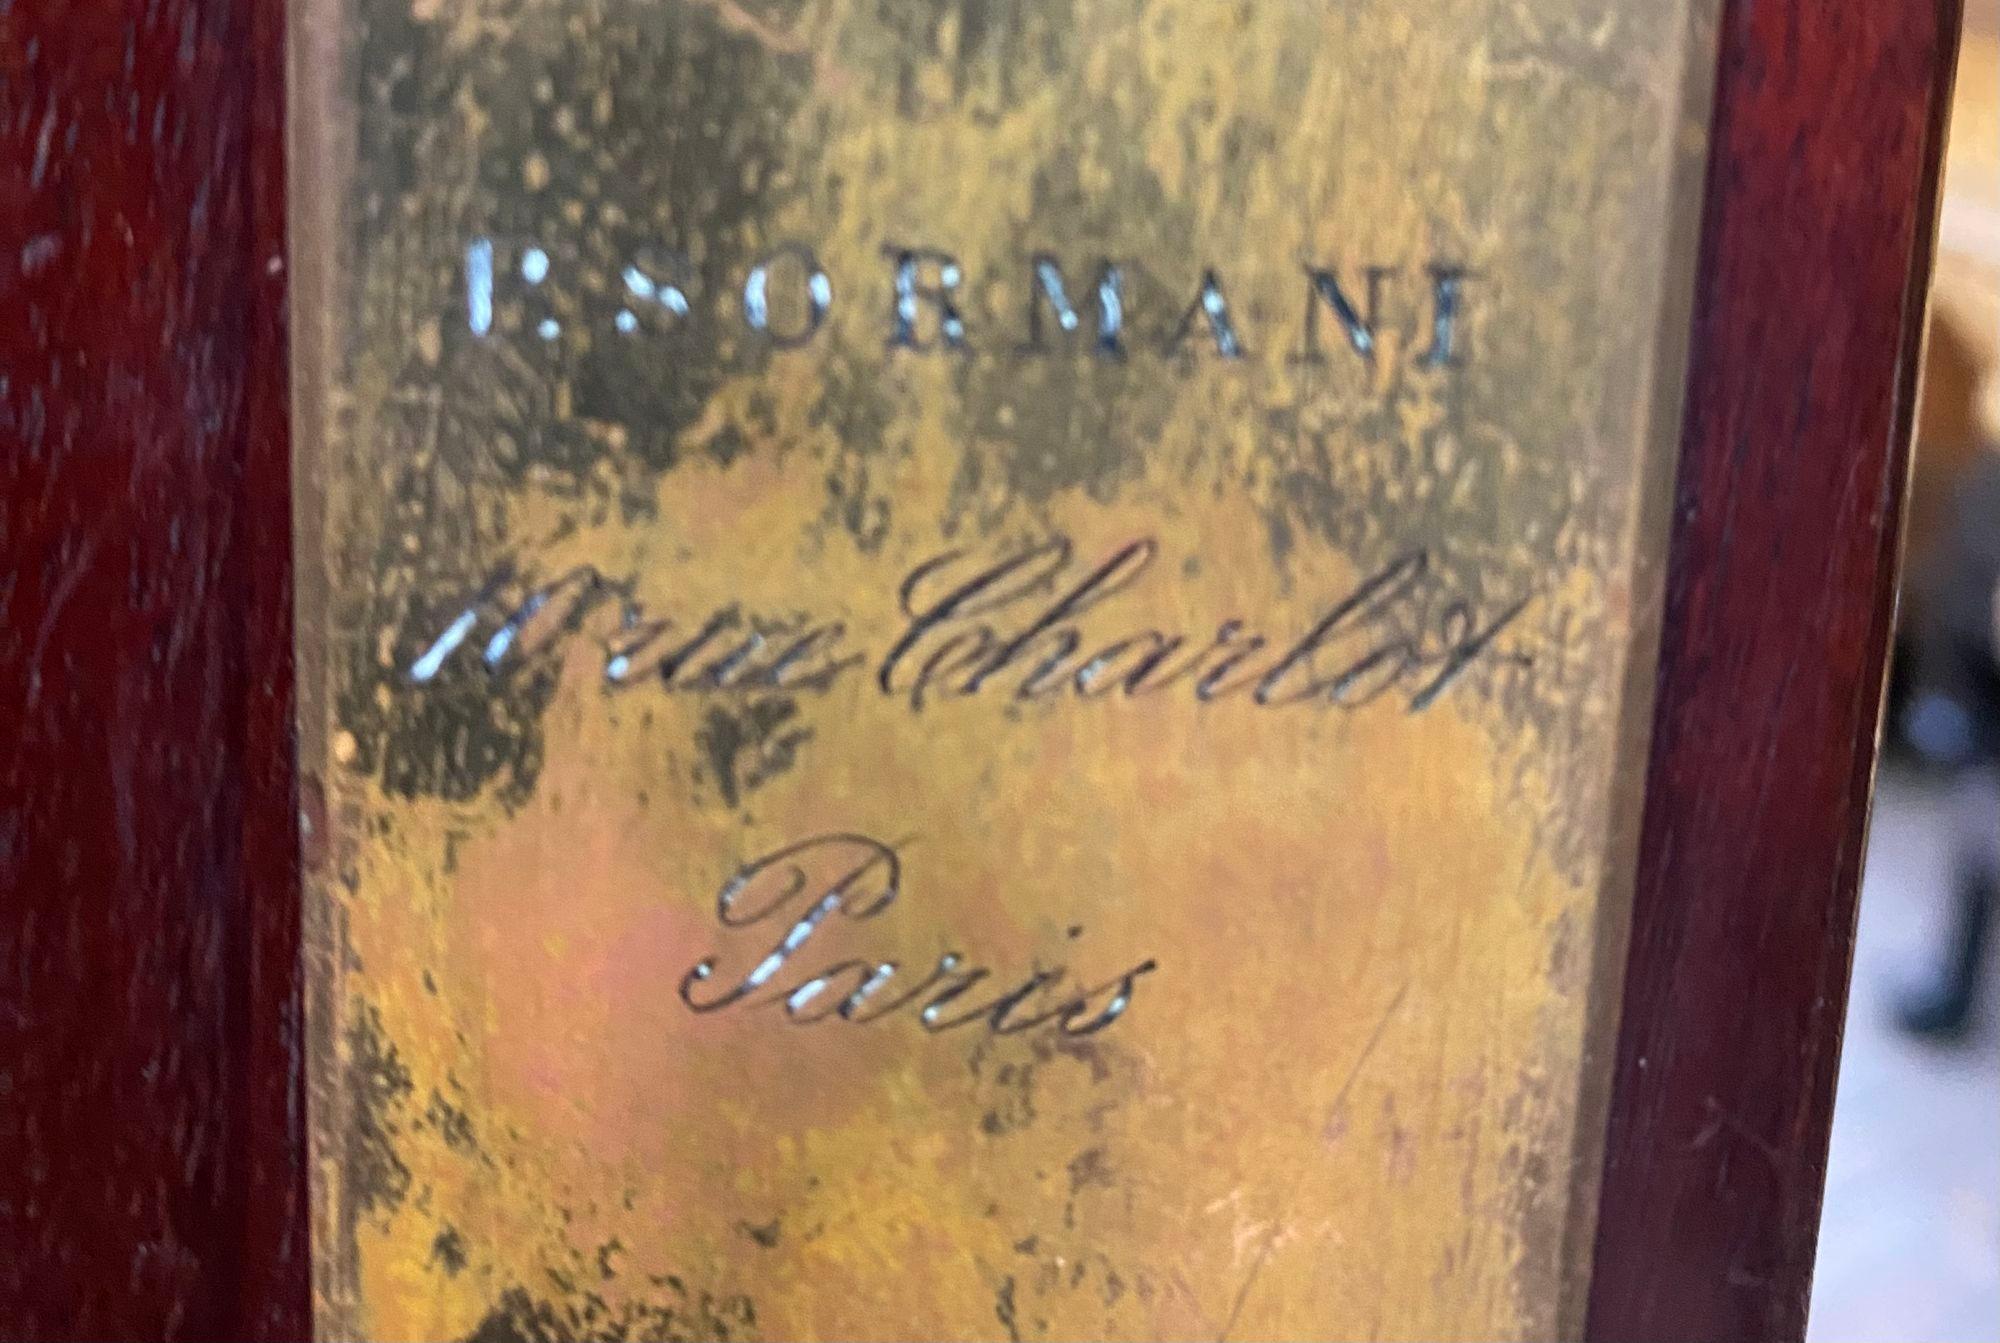 P. SORMANI
10 rue Charlot
Paris